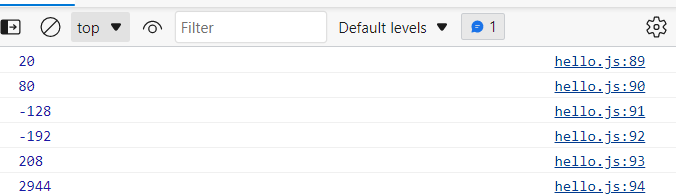 top Filter Default levels 1
20 hello.js:89
80 hello.js:90
-128 hello.js:91
-192 hello.js:92
208 hello.js:93
2944 hello.js:94